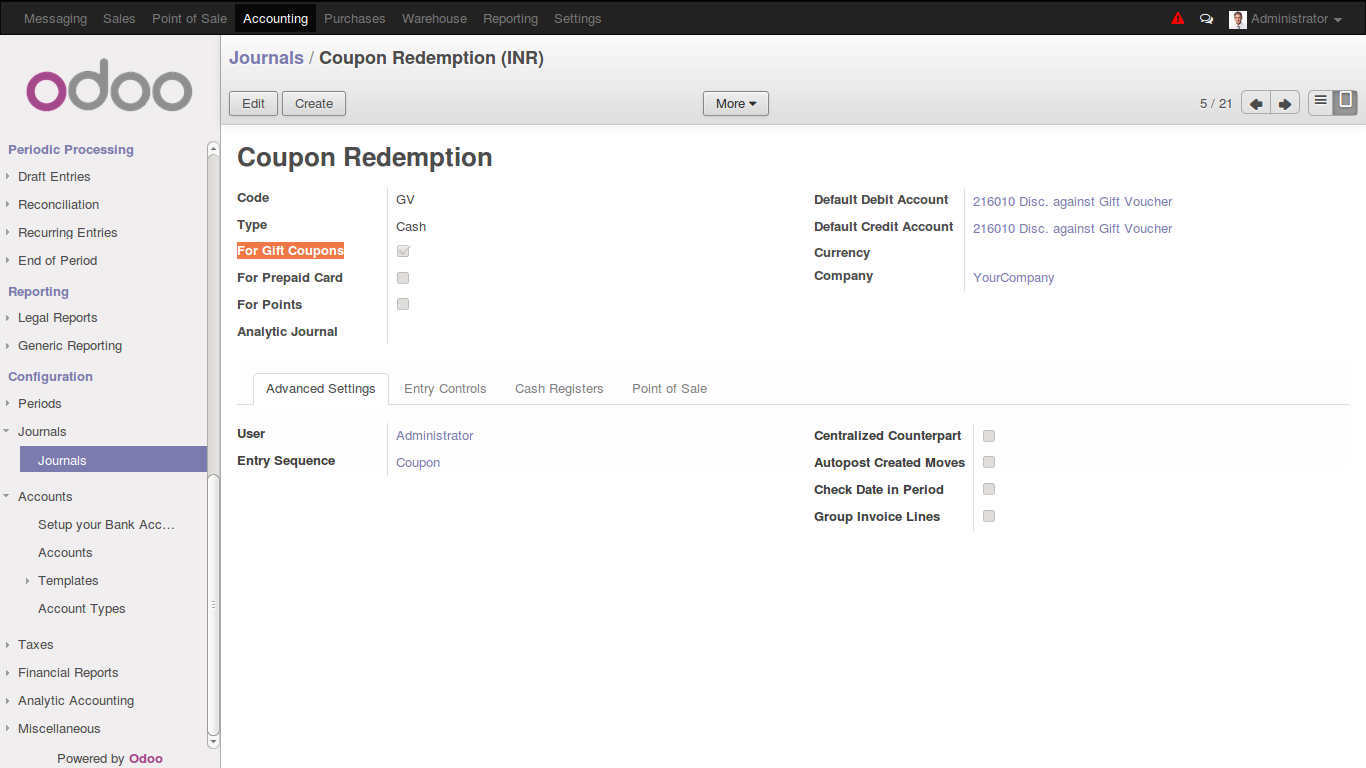 Messaging Sales Point of Sale Accounting Purchases Warehouse Reporting Settings Administrator
odoo
Periodic Processing
Draft Entries
Reconciliation
Recurring Entries
End of Period
Reporting
Legal Reports
Generic Reporting
Configuration
Periods
Journals
Journals
Accounts
Setup your Bank Acc...
Accounts
Templates
Account Types
Taxes
Financial Reports
Analytic Accounting
Miscellaneous
Powered by Odoo
Journals / Coupon Redemption (INR)
Edit Create More 5 / 21
Coupon Redemption
Code GV
Type Cash
For Gift Coupons
For Prepaid Card
For Points
Analytic Journal
Default Debit Account 216010 Disc. against Gift Voucher
Default Credit Account 216010 Disc. against Gift Voucher
Currency
Company YourCompany
Advanced Settings Entry Controls Cash Registers Point of Sale
User Administrator
Entry Sequence Coupon
Centralized Counterpart
Autopost Created Moves
Check Date in Period
Group Invoice Lines